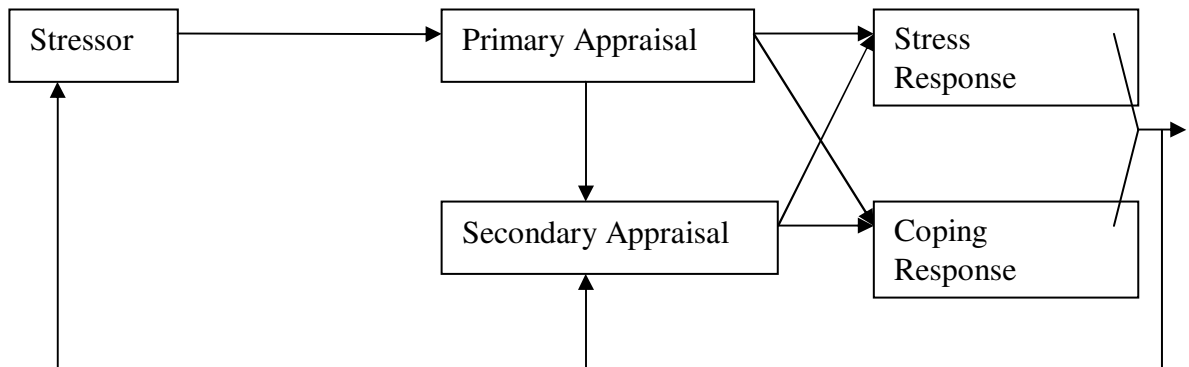 Stressor
Primary Appraisal
Stress
Response
Secondary Appraisal
Coping
Response